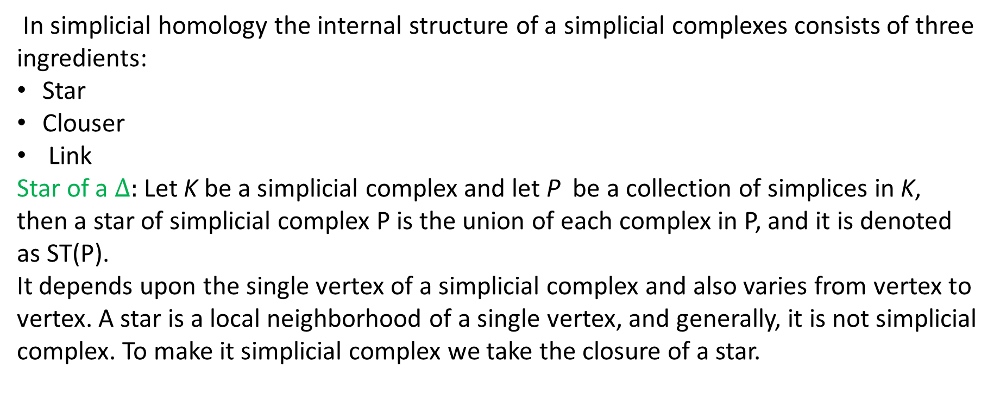 In simplicial homology the internal structure of a simplicial complexes consists of three
ingredients:
• Star
• Clouser
• Link
Star of a Δ: Let K be a simplicial complex and let P be a collection of simplices in K,
then a star of simplicial complex P is the union of each complex in P, and it is denoted
as ST(P).
It depends upon the single vertex of a simplicial complex and also varies from vertex to
vertex. A star is a local neighborhood of a single vertex, and generally, it is not simplicial
complex. To make it simplicial complex we take the closure of a star.